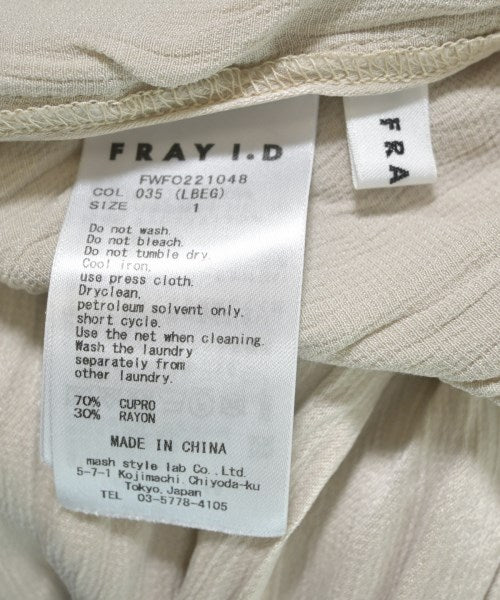 FRAY I.D
FWFO221048
COL 035 (LBEG)
SIZE 1
Do not wash.
Do not bleach.
Do not tumble dry.
Cool iron.
use press cloth.
Dryclean,
petroleum solvent only.
short cycle.
Use the net when cleaning.
Wash the laundry
separately from
other laundry.
70% CUPRO
30% RAYON
MADE IN CHINA
mash style lab Co., Ltd.
5-7-1 Kojimachi, Chiyoda-ku
Tokyo, Japan
TEL 03-5778-4105
FRA